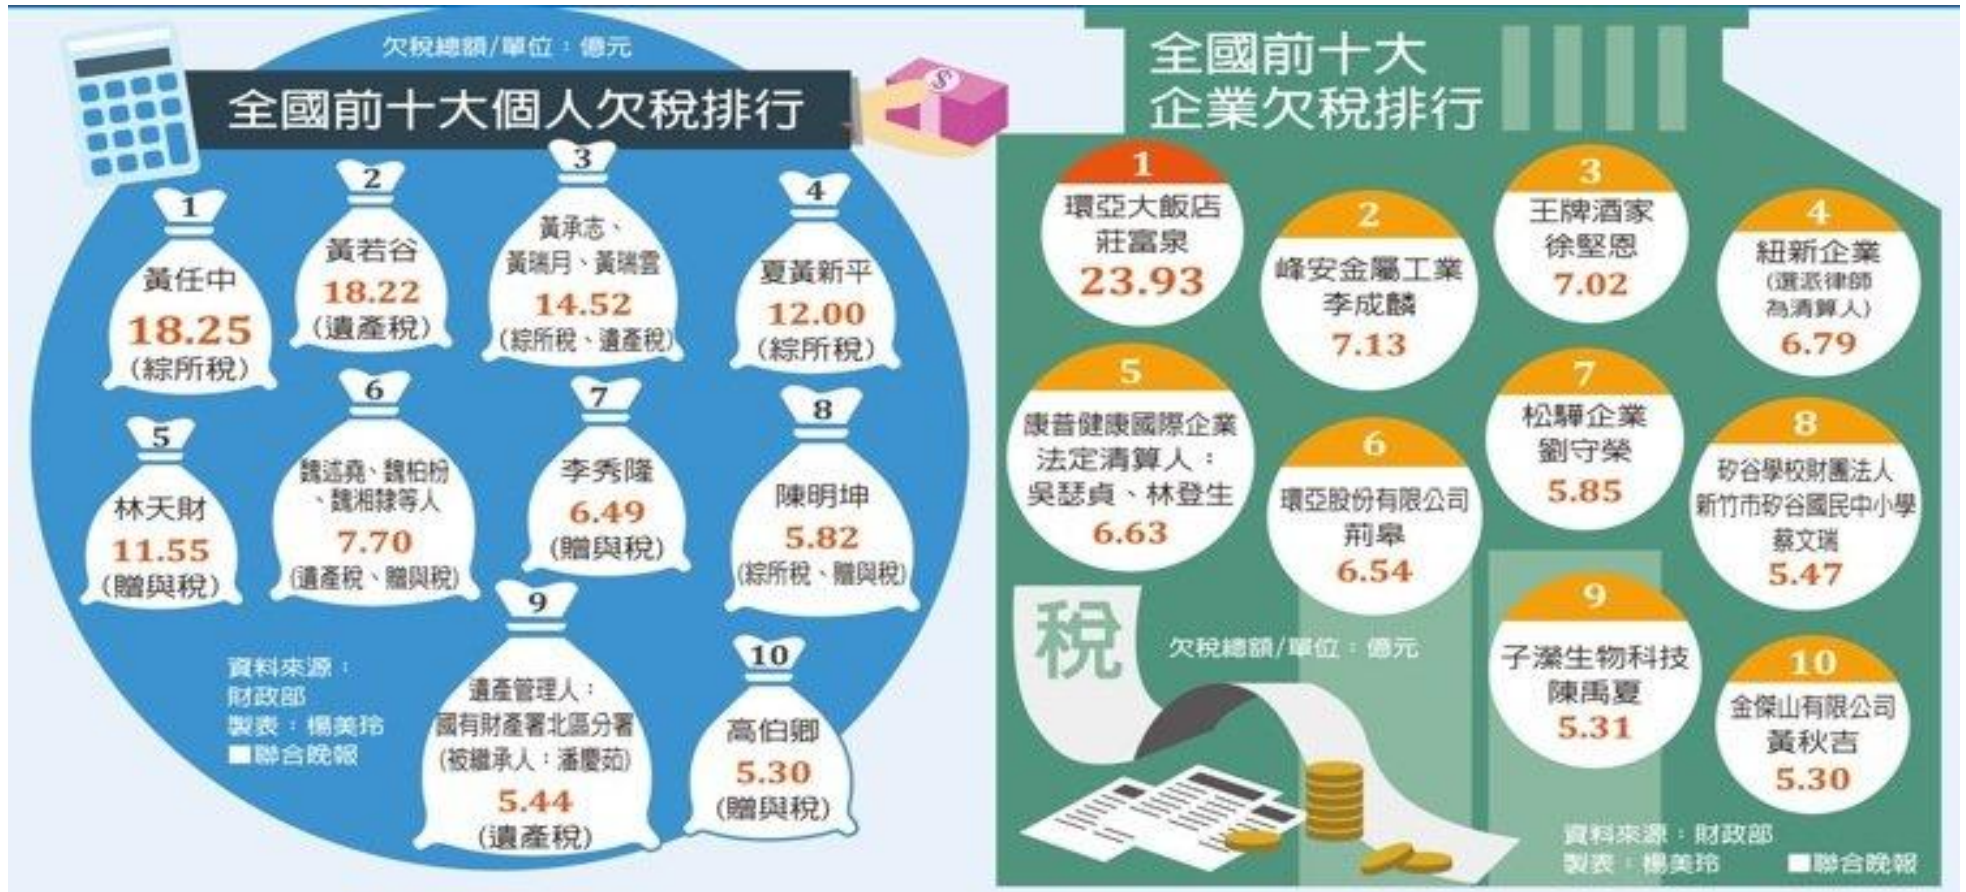 欠稅總額/單位：億元
全國前十大個人欠稅排行
1
黃任中
18.25
(綜所稅)
2
黃若谷
18.22
(遺產稅)
3
黃承志、
黃瑞月、黃瑞雲
14.52
(綜所稅、遺產稅)
4
夏黃新平
12.00
(綜所稅)
5
林天財
11.55
(贈與稅)
6
魏述堯、魏柏枌
、魏湘隸等人
7.70
(遺產稅、贈與稅)
7
李秀隆
6.49
(贈與稅)
8
陳明坤
5.82
(綜所稅、贈與稅)
9
遺產管理人：
國有財產署北區分署
(被繼承人：潘慶茹)
5.44
(遺產稅)
10
高伯卿
5.30
(贈與稅)
資料來源：
財政部
製表：楊美玲
■聯合晚報
全國前十大
企業欠稅排行
1
環亞大飯店
莊富泉
23.93
2
峰安金屬工業
李成麟
7.13
3
王牌酒家
徐堅恩
7.02
4
紐新企業
(選派律師
為清算人)
6.79
5
康普健康國際企業
法定清算人：
吳瑟貞、林登生
6.63
6
環亞股份有限公司
荊皋
6.54
7
松驊企業
劉守榮
5.85
8
矽谷學校財團法人
新竹市矽谷國民中小學
蔡文瑞
5.47
9
生物科技
陳禹夏
5.31
10
金傑山有限公司
黃秋吉
5.30
稅
欠稅總額/單位：億元
資料來源：財政部
製表：楊美玲
■聯合晚報